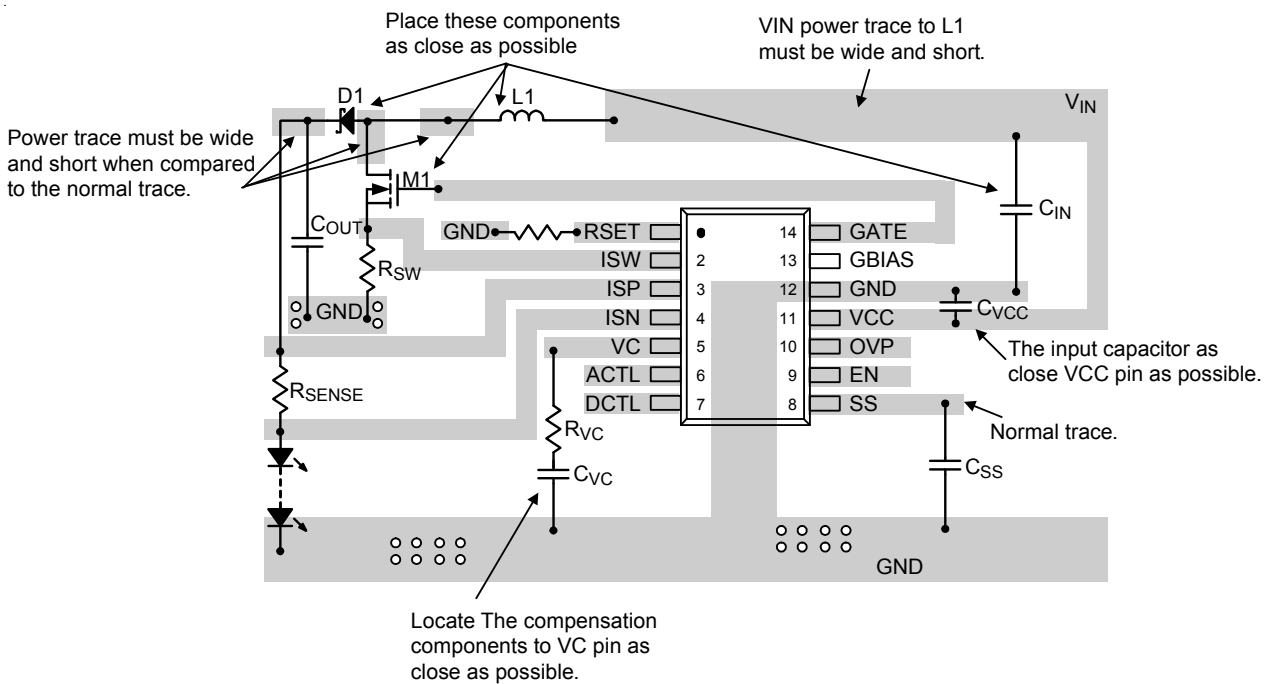 Place these components
as close as possible
VIN power trace to L1
must be wide and short.
D1
L1
VIN
Power trace must be wide
and short when compared
to the normal trace.
M1
CIN
COUT
GND
RSET
14
GATE
ISW
2
13
GBIAS
RSW
ISP
3
12
GND
CVCC
GND
ISN
4
11
VCC
VC
5
10
OVP
The input capacitor as
close VCC pin as possible.
ACTL
6
9
EN
RSENSE
DCTL
7
8
SS
RVC
Normal trace.
CVC
CSS
GND
Locate The compensation
components to VC pin as
close as possible.